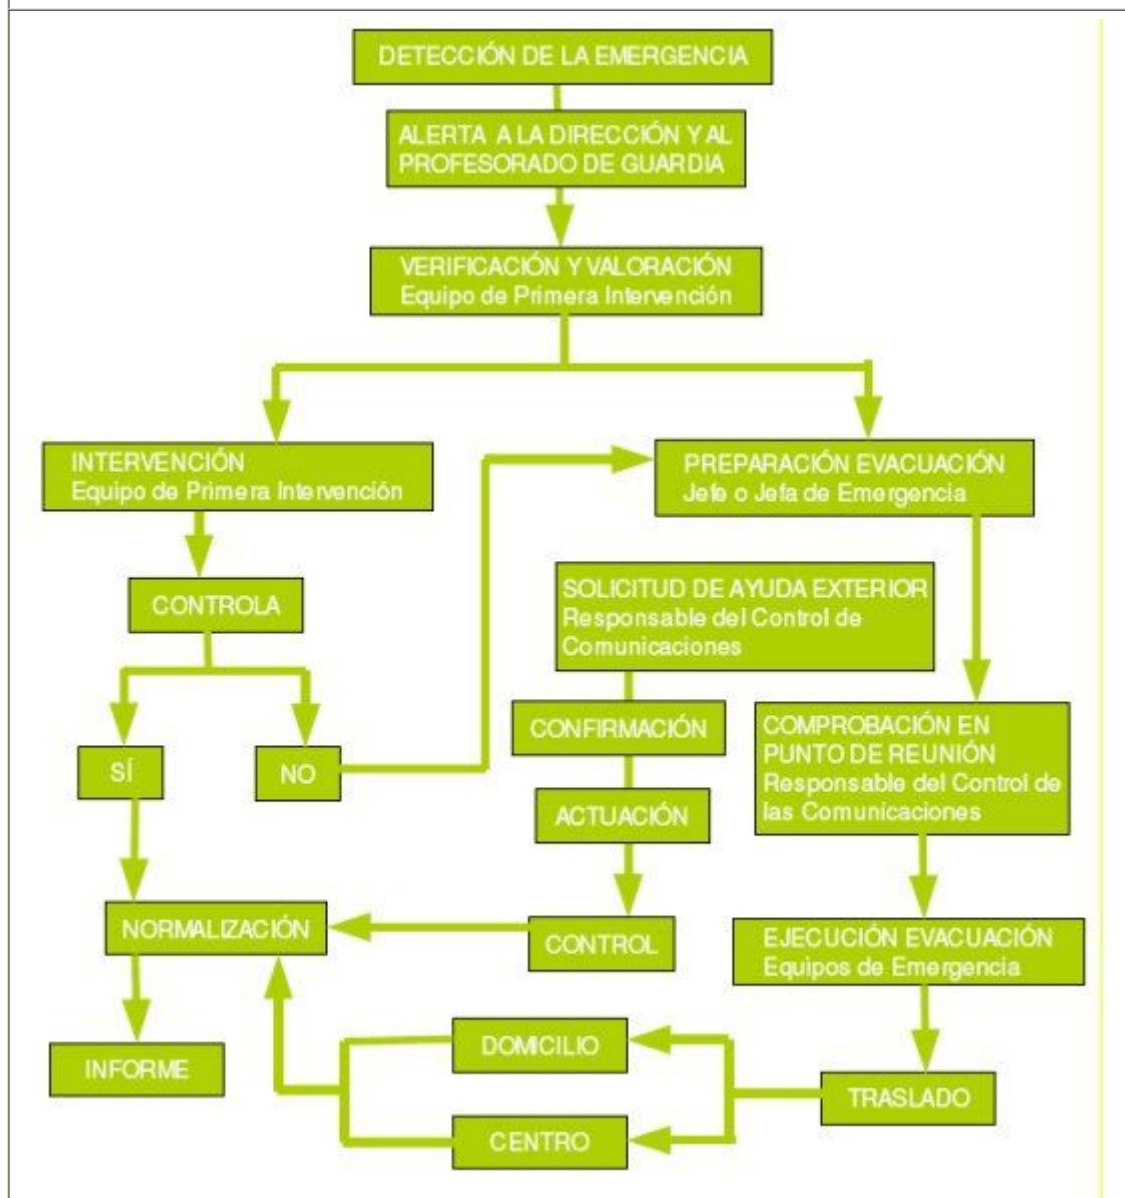 DETECCIÓN DE LA EMERGENCIA
ALERTA A LA DIRECCIÓN Y AL
PROFESORADO DE GUARDIA
VERIFICACIÓN Y VALORACIÓN
Equipo de Primera Intervención
INTERVENCIÓN
Equipo de Primera Intervención
PREPARACIÓN EVACUACIÓN
Jefe o Jefa de Emergencia
CONTROLA
SOLICITUD DE AYUDA EXTERIOR
Responsable del Control de
Comunicaciones
SÍ
NO
CONFIRMACIÓN
COMPROBACIÓN EN
PUNTO DE REUNIÓN
Responsable del Control de
las Comunicaciones
ACTUACIÓN
NORMALIZACIÓN
CONTROL
EJECUCIÓN EVACUACIÓN
Equipos de Emergencia
INFORME
DOMICILIO
TRASLADO
CENTRO